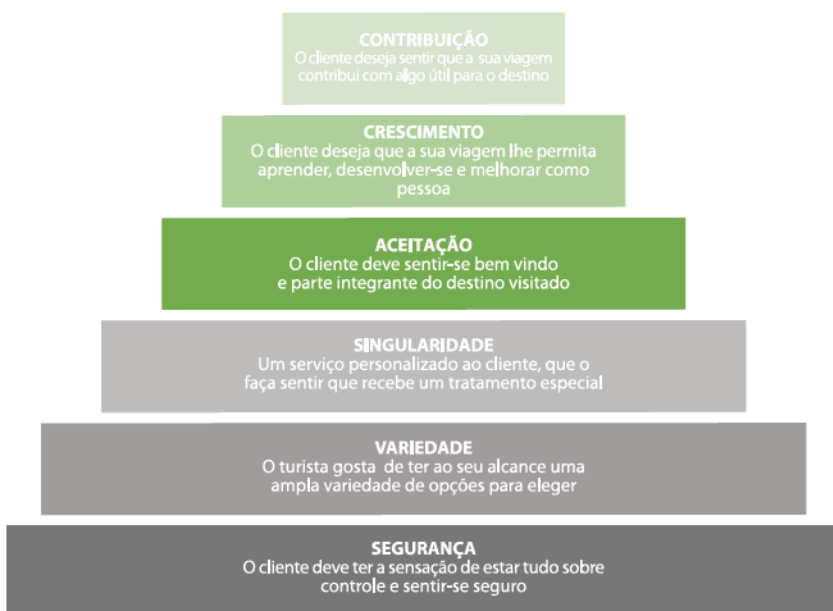 CONTRIBUIÇÃO
O cliente deseja sentir que a sua viagem
contribui com algo útil para o destino
CRESCIMENTO
O cliente deseja que a sua viagem lhe permita
aprender, desenvolver-se e melhorar como
pessoa
ACEITAÇÃO
O cliente deve sentir-se bem vindo
e parte integrante do destino visitado
SINGULARIDADE
Um serviço personalizado ao cliente, que o
faça sentir que recebe um tratamento especial
VARIEDADE
O turista gosta de ter ao seu alcance uma
ampla variedade de opções para eleger
SEGURANÇA
O cliente deve ter a sensação de estar tudo sobre
controle e sentir-se seguro